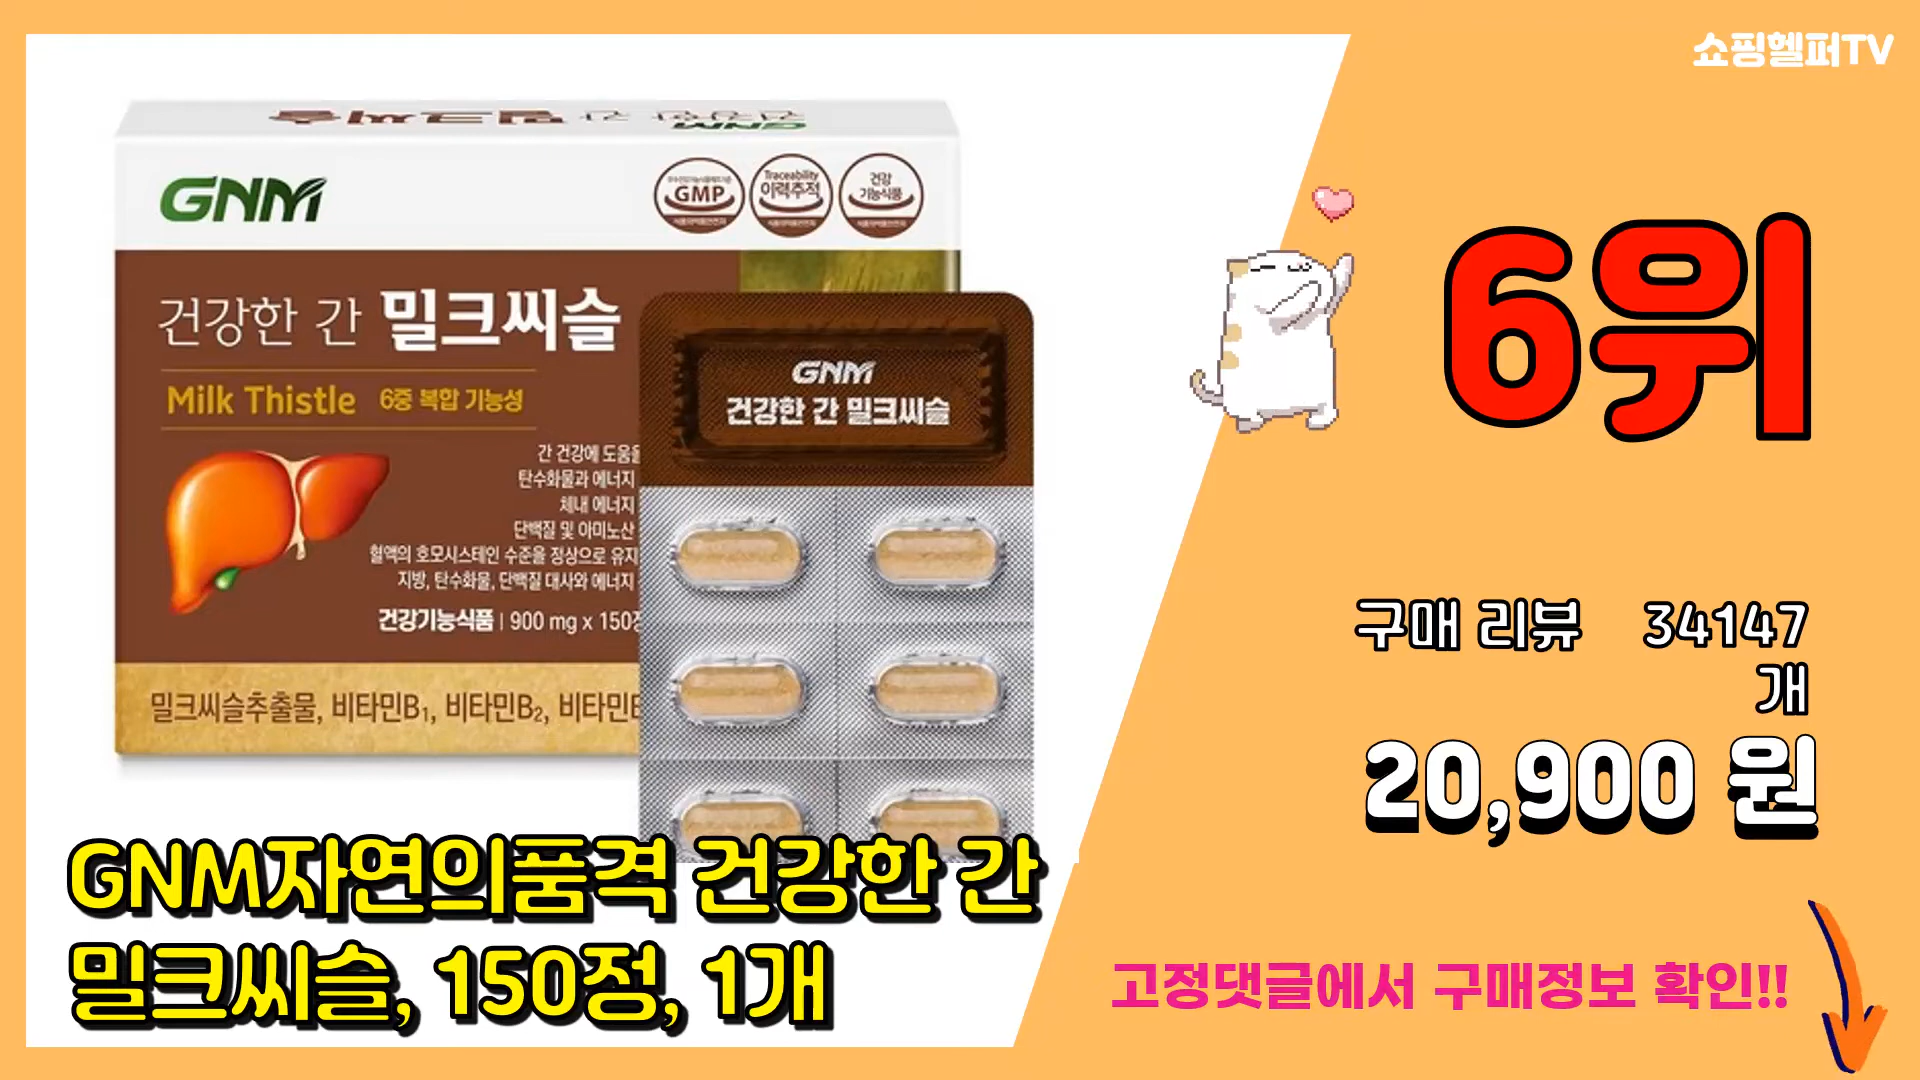 쇼핑헬퍼TV
GNM
GMP
Traceability
이력추적
건강
기능식품
건강한 간 밀크씨슬
Milk Thistle 6중 복합 기능성
간 건강에 도움을
탄수화물과 에너지
체내 에너지
단백질 및 아미노산
혈액의 호모시스테인 수준을 정상으로 유지
지방, 탄수화물, 단백질 대사와 에너지
건강기능식품 | 900 mg x 150정
밀크씨슬추출물, 비타민B₁, 비타민B₂, 비타민B
GNM
건강한 간 밀크씨슬
6위
구매 리뷰 34147
개
20,900 원
GNM자연의품격 건강한 간
밀크씨슬, 150정, 1개
고정댓글에서 구매정보 확인!!